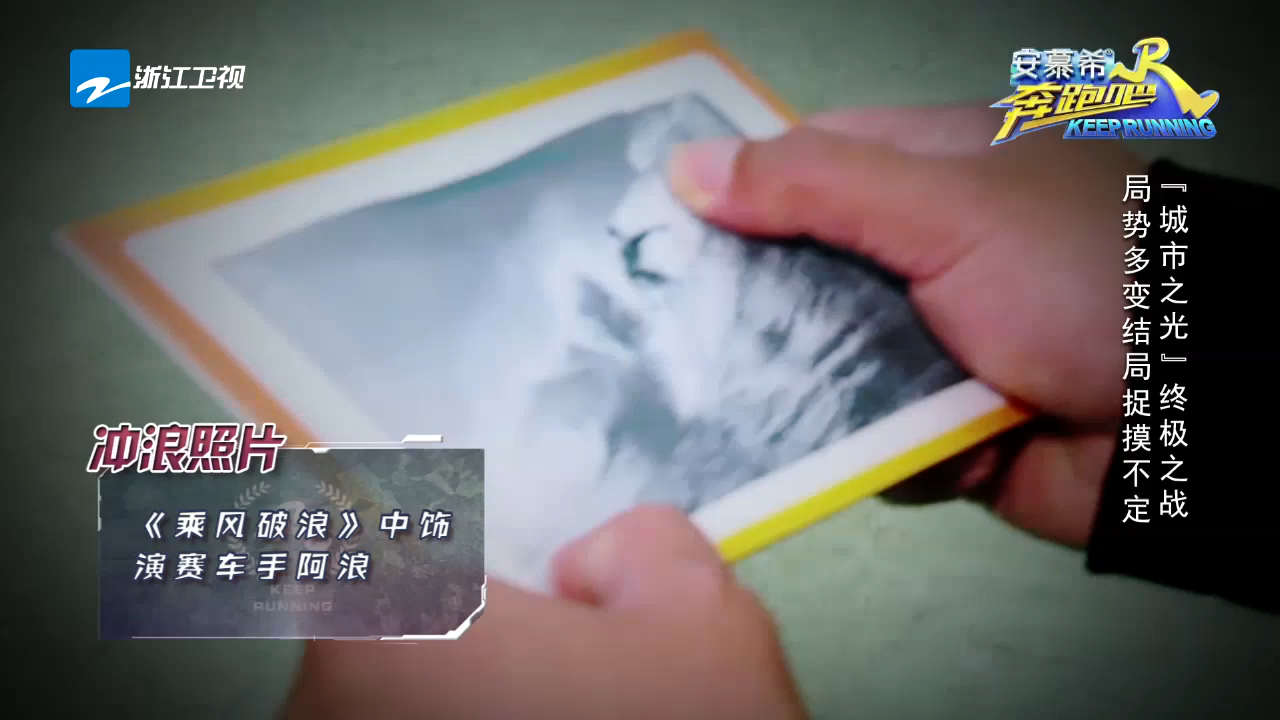 浙江卫视
安慕希
奔跑吧
KEEP RUNNING
『城市之光』终极之战
局势多变结局捉摸不定
冲浪照片
《乘风破浪》中饰
演赛车手阿浪
KEEP
RUNNING